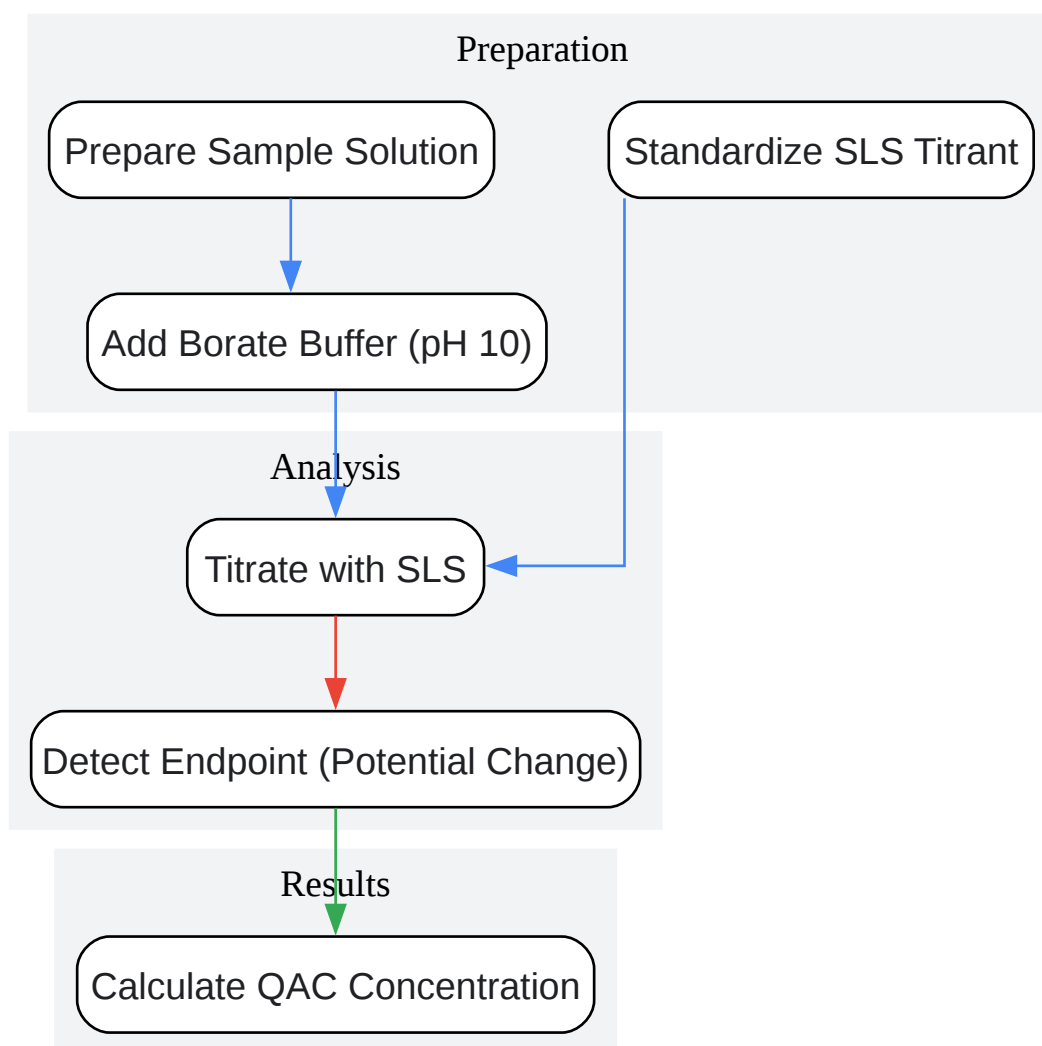 Preparation
Prepare Sample Solution
Standardize SLS Titrant
Add Borate Buffer (pH 10)
Analysis
Titrate with SLS
Detect Endpoint (Potential Change)
Results
Calculate QAC Concentration